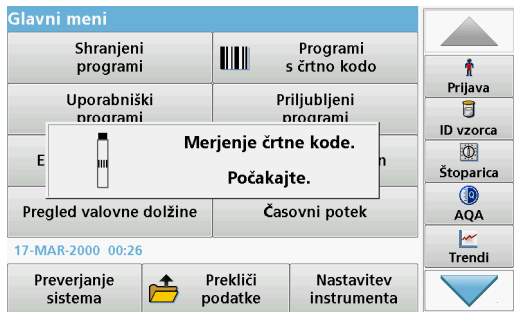 Glavni meni
Shranjeni
programi
Programi
s črtno kodo
Uporabniški
programi
Priljubljeni
programi
Merjenje črtne kode.
Počakajte.
E
n
Pregled valovne dolžine
Časovni potek
17-MAR-2000 00:26
Preverjanje
sistema
Prekliči
podatke
Nastavitev
instrumenta
Prijava
ID vzorca
Štoparica
AQA
Trendi